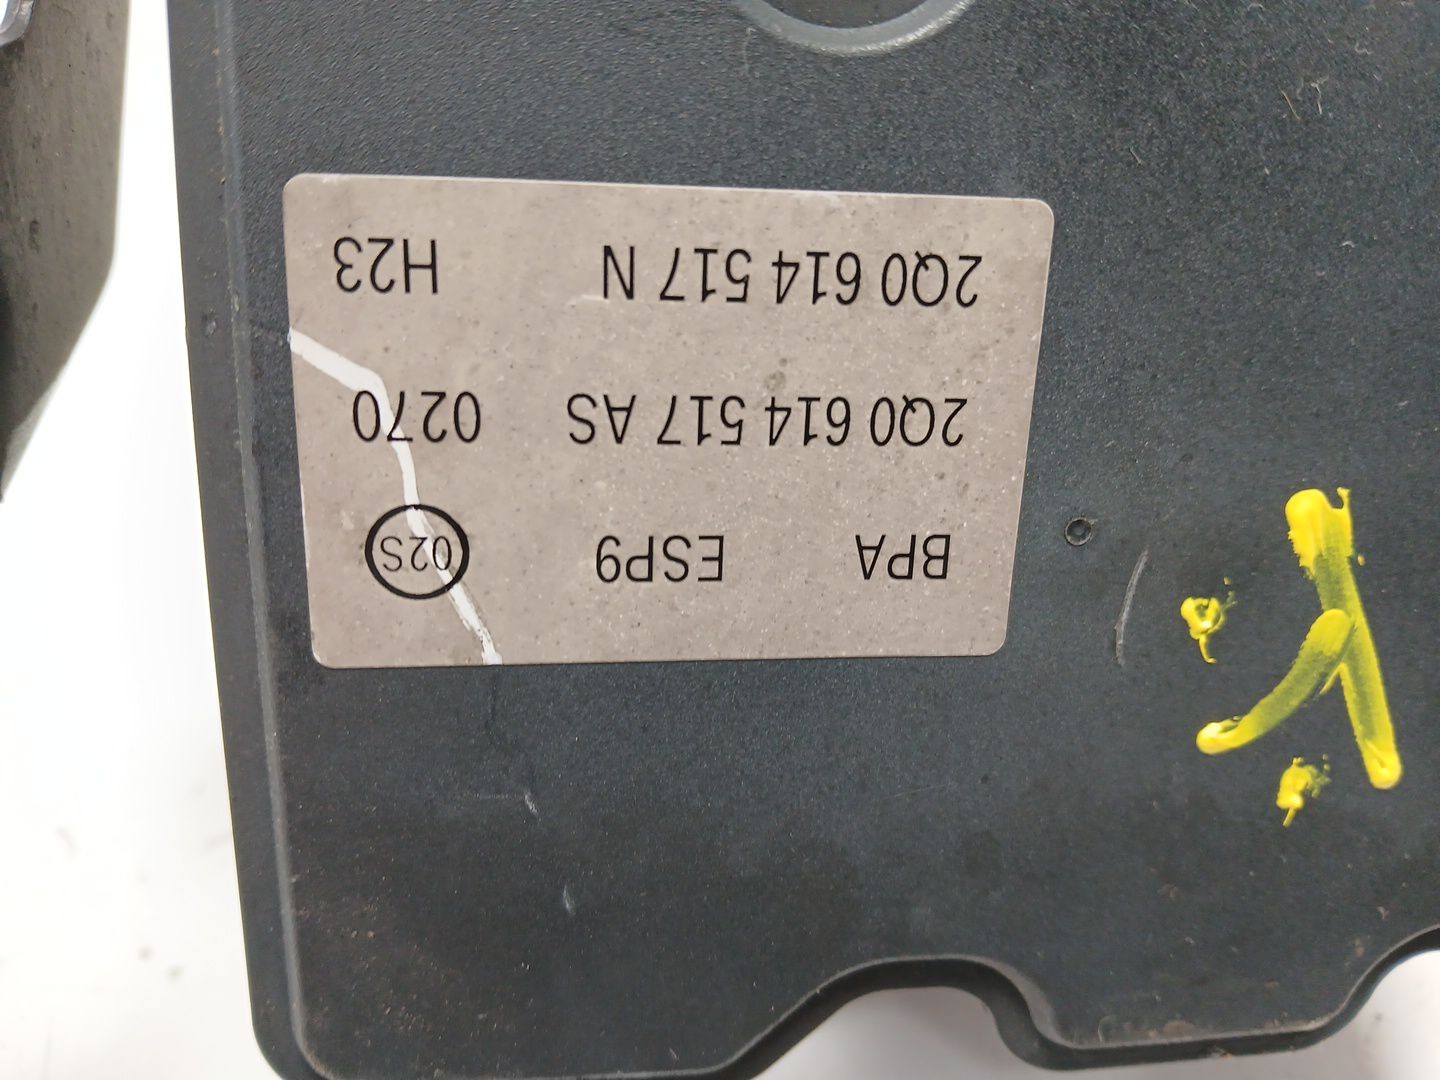 BPA ESP9 02S
2Q0 614 517 AS 0270
2Q0 614 517 N H23